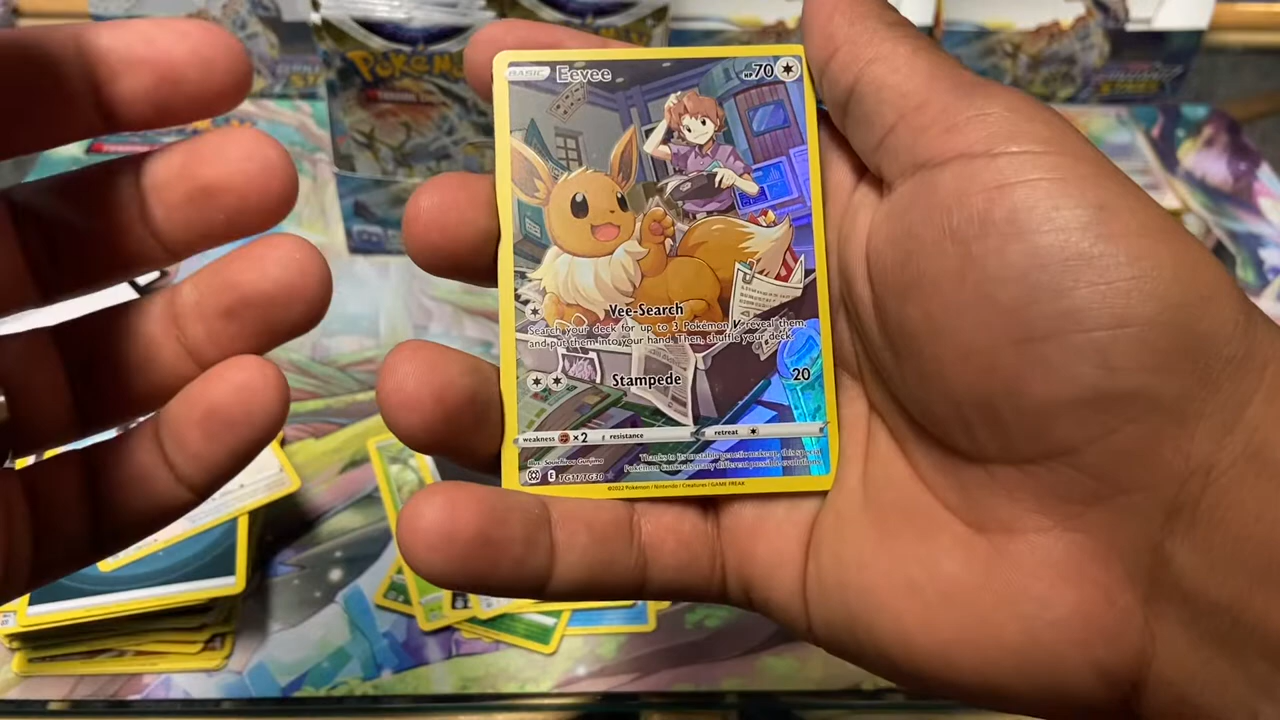 POKÉMON
BASIC Eevee HP 70
Vee-Search
Search your deck for up to 3 Pokémon V, reveal them,
and put them into your hand. Then, shuffle your deck.
Stampede 20
weakness ×2 resistance retreat
Illus. Souichirou Gunjima
Thanks to its unstable genetic makeup, this special
Pokémon conceals many different possible evolutions.
E TG11/TG30
©2022 Pokémon / Nintendo / Creatures / GAME FREAK